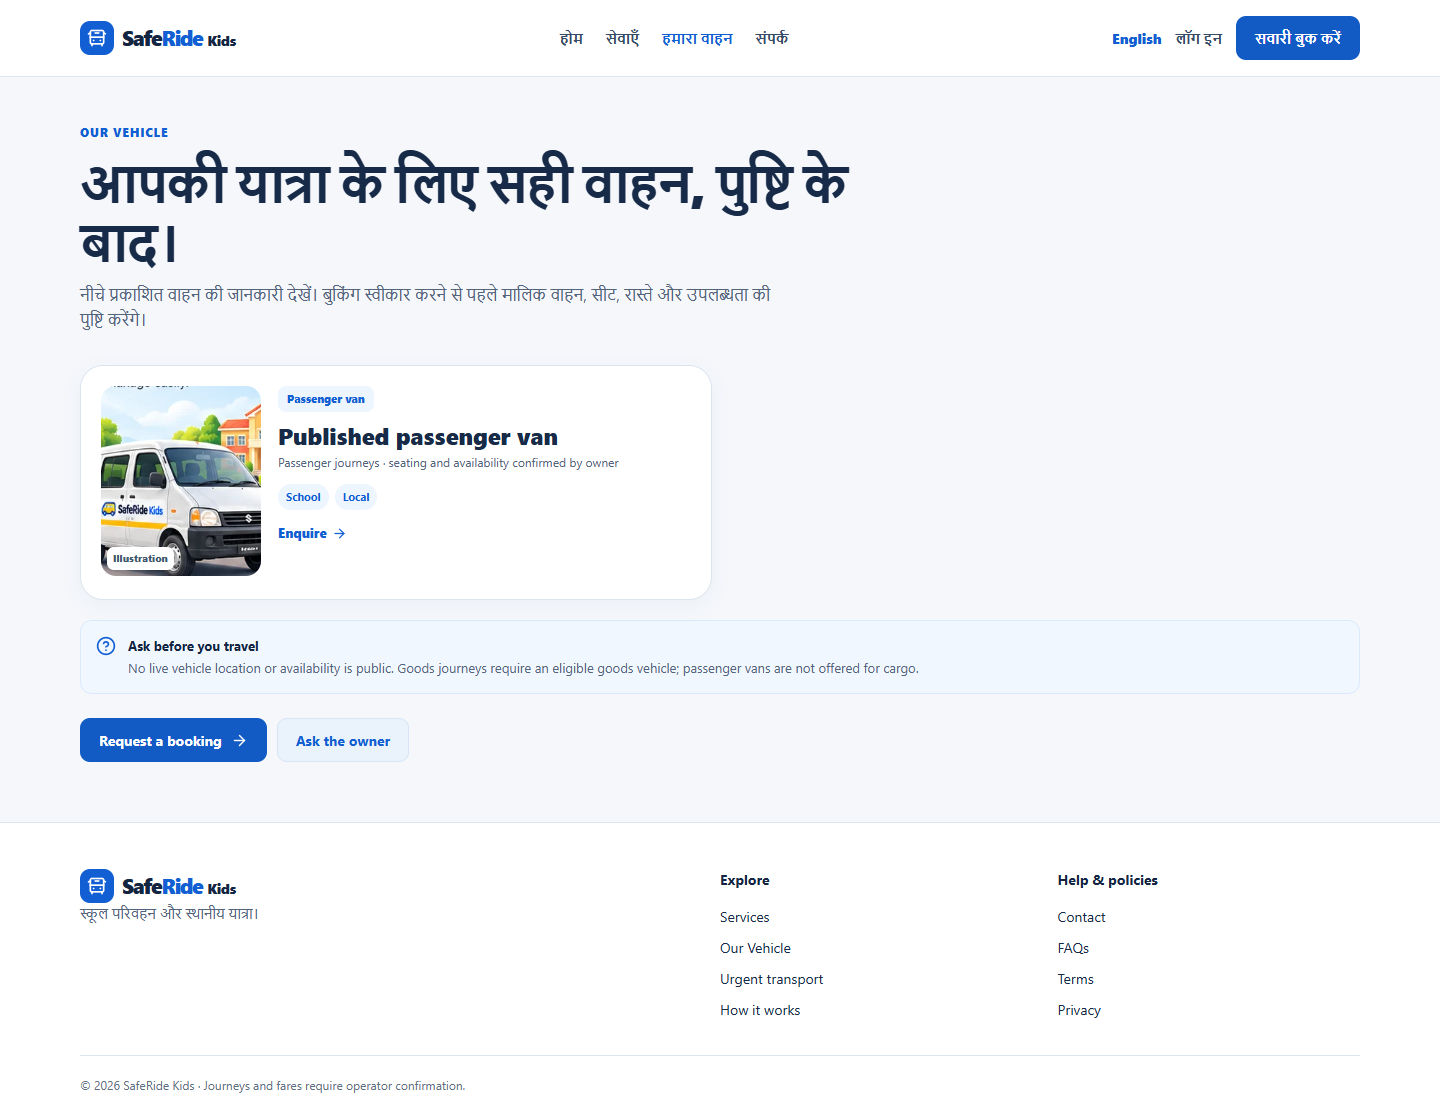 SafeRide Kids
होम सेवाएँ हमारा वाहन संपर्क
English लॉग इन सवारी बुक करें
OUR VEHICLE
आपकी यात्रा के लिए सही वाहन, पुष्टि के
बाद।
नीचे प्रकाशित वाहन की जानकारी देखें। बुकिंग स्वीकार करने से पहले मालिक वाहन, सीट, रास्ते और उपलब्धता की
पुष्टि करेंगे।
SafeRide Kids
Illustration
Passenger van
Published passenger van
Passenger journeys · seating and availability confirmed by owner
School Local
Enquire →
Ask before you travel
No live vehicle location or availability is public. Goods journeys require an eligible goods vehicle; passenger vans are not offered for cargo.
Request a booking →
Ask the owner
SafeRide Kids
स्कूल परिवहन और स्थानीय यात्रा।
Explore
Services
Our Vehicle
Urgent transport
How it works
Help & policies
Contact
FAQs
Terms
Privacy
© 2026 SafeRide Kids · Journeys and fares require operator confirmation.